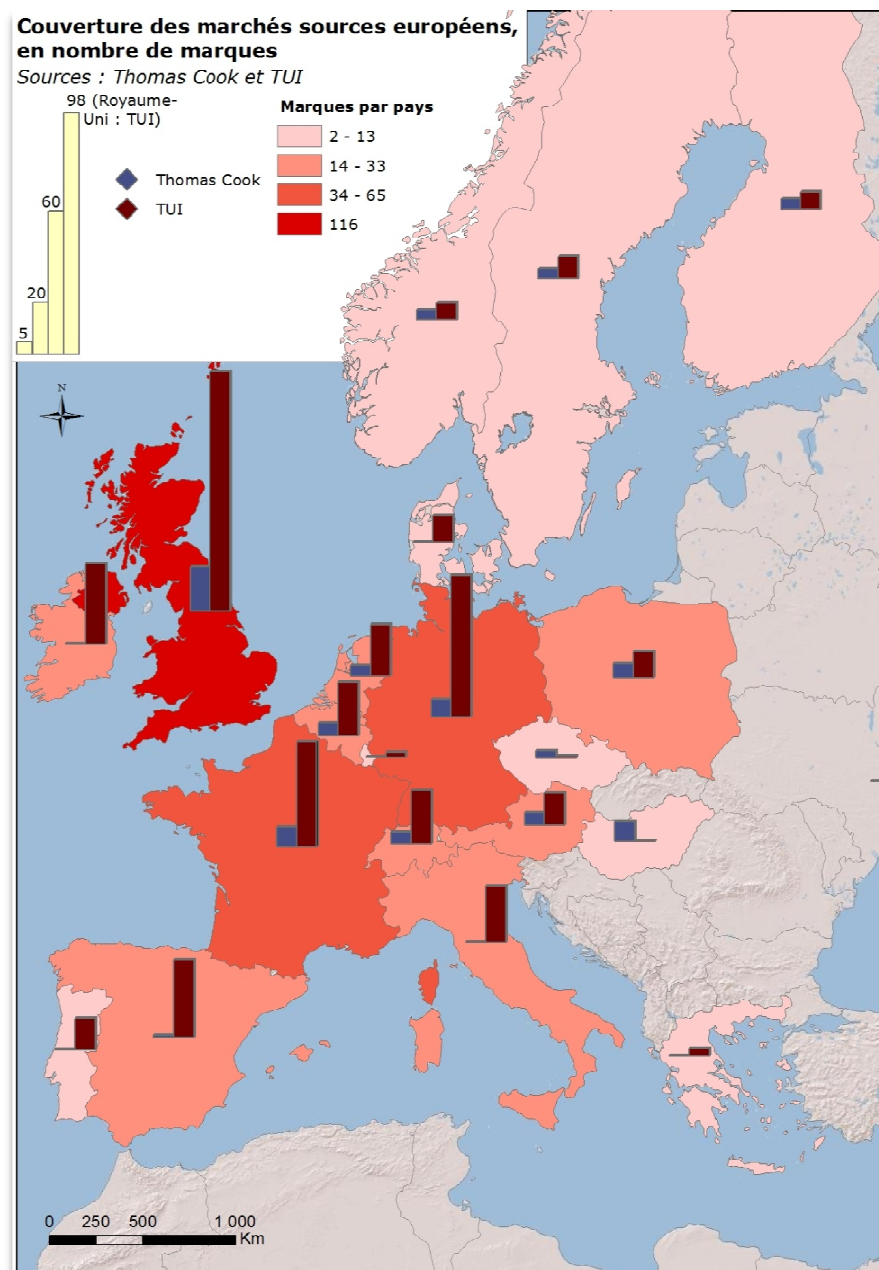 Couverture des marchés sources européens,
en nombre de marques
Sources : Thomas Cook et TUI
98 (Royaume-
Uni : TUI)
60
20
5
Thomas Cook
TUI
Marques par pays
2 - 13
14 - 33
34 - 65
116
N
0 250 500 1 000
Km